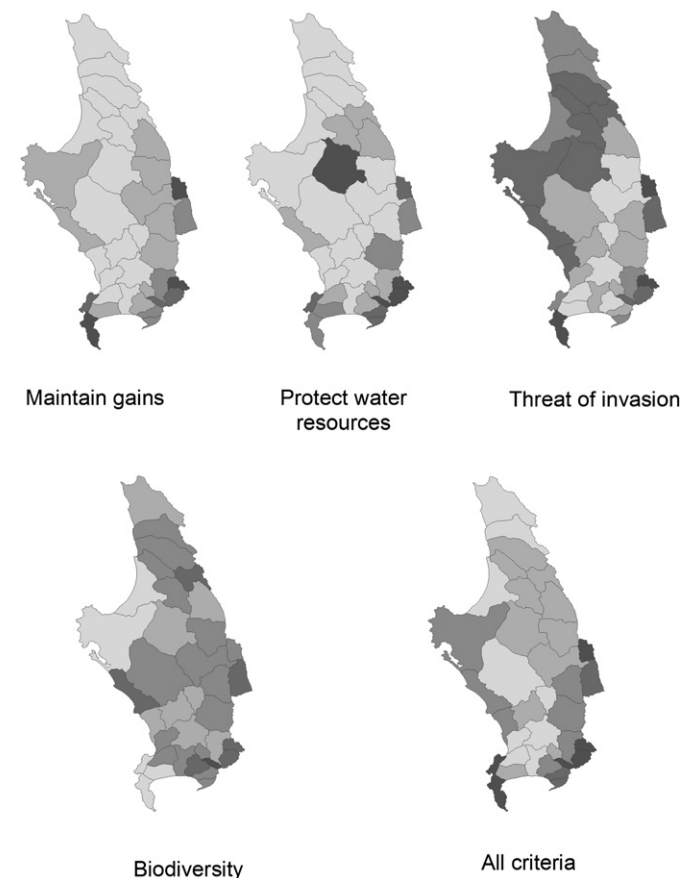 Maintain gains
Protect water
resources
Threat of invasion
Biodiversity
All criteria